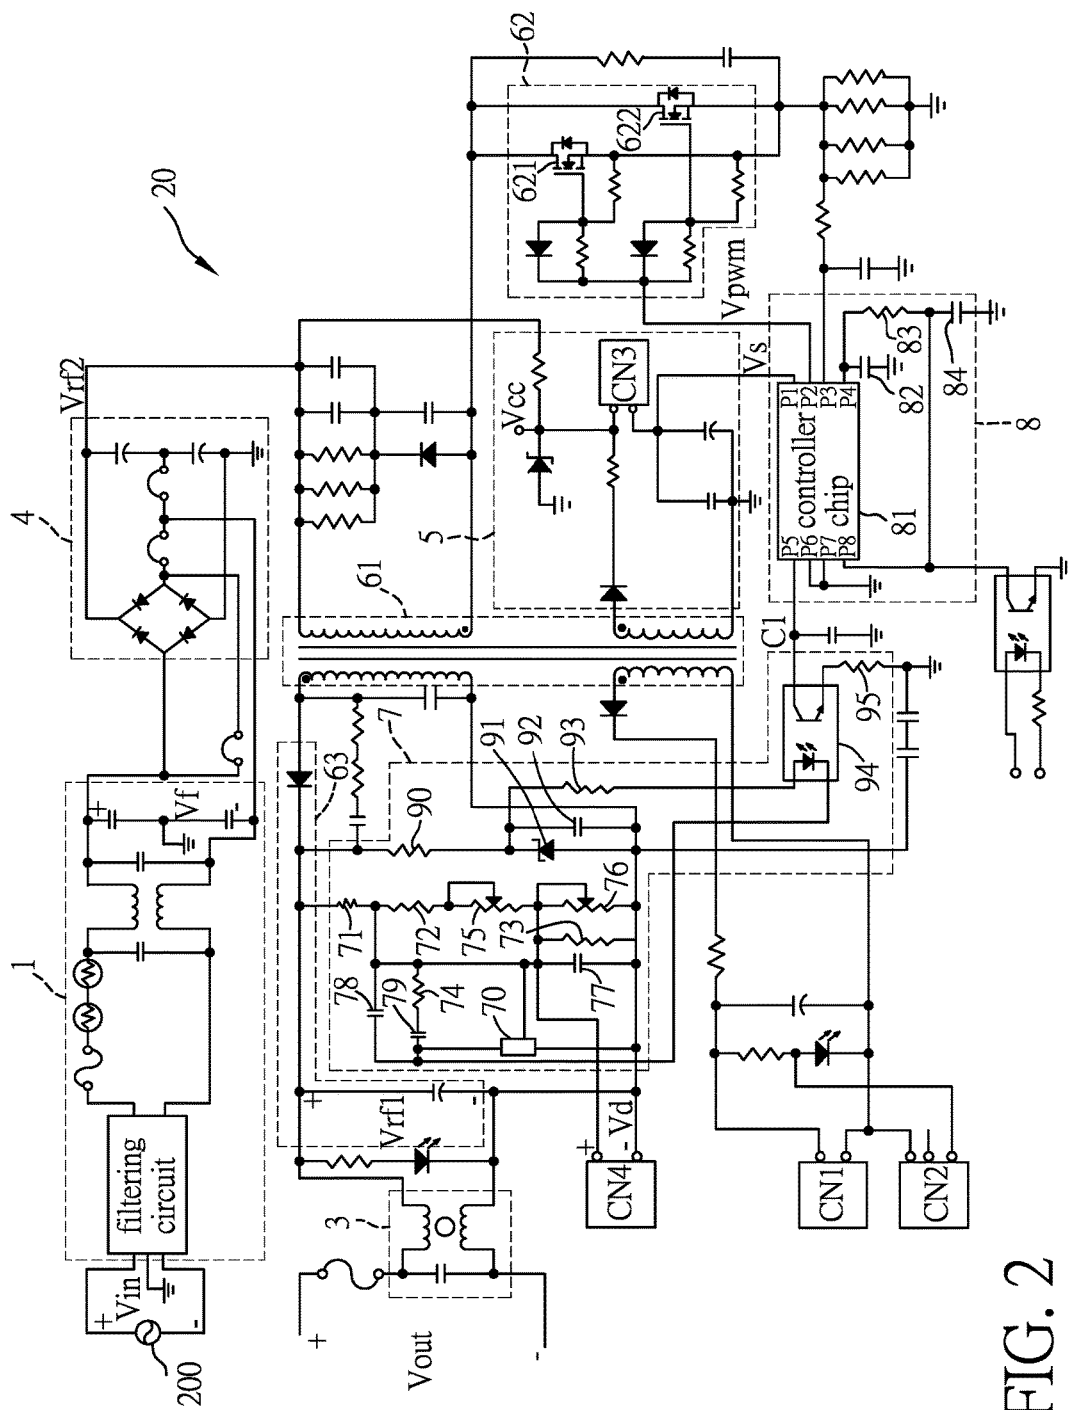 20
62
621
622
Vpwm
Vrf2
4
61
5
Vcc
CN3
Vs
P1
P2
P3
P4
controller
chip
P5
P6
P7
P8
81
82
83
84
8
C1
1
+
Vf
-
filtering
circuit
+
Vin
-
200
7
63
90
91
92
93
94
95
71
72
75
73
76
78
79
74
70
77
+
Vrf1
-
+
- Vd
CN4
3
+
Vout
-
CN1
CN2
FIG. 2